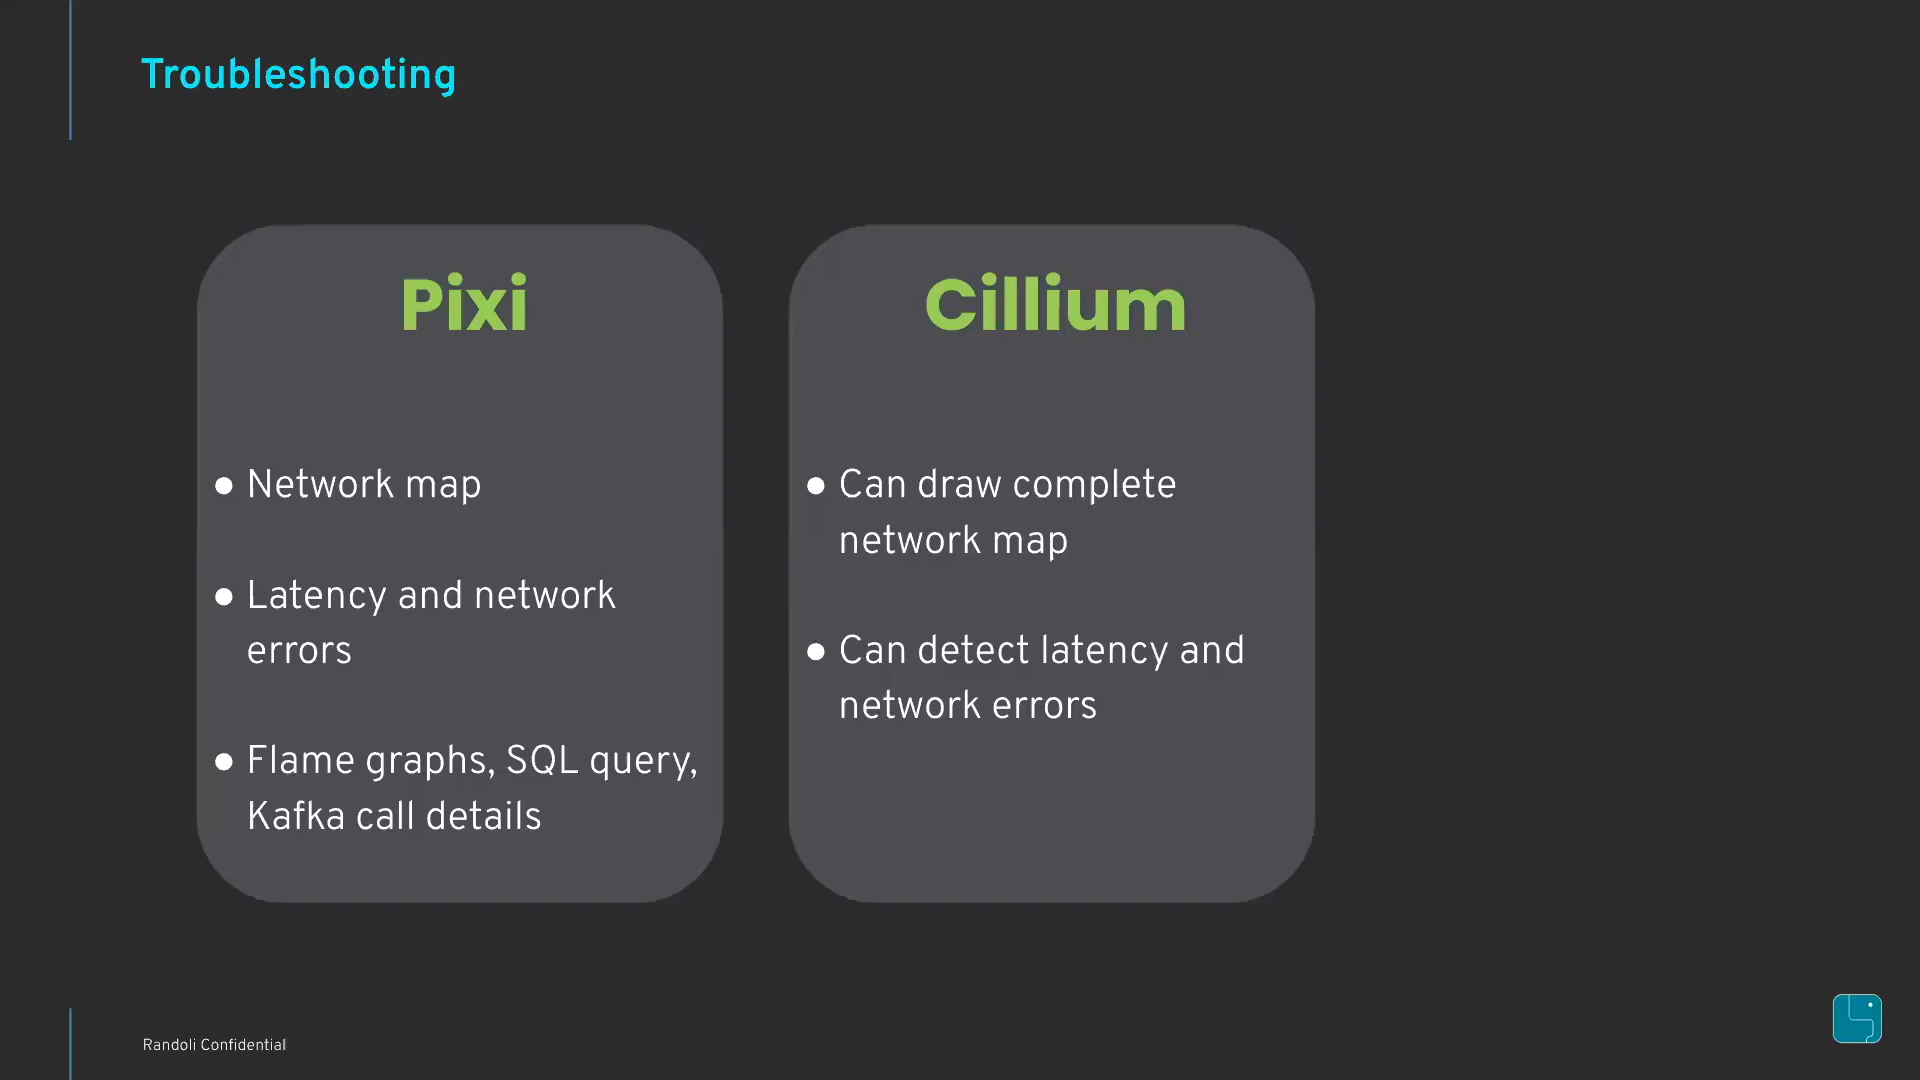 Troubleshooting
Pixi
● Network map
● Latency and network
errors
● Flame graphs, SQL query,
Kafka call details
Cillium
● Can draw complete
network map
● Can detect latency and
network errors
Randoli Confidential